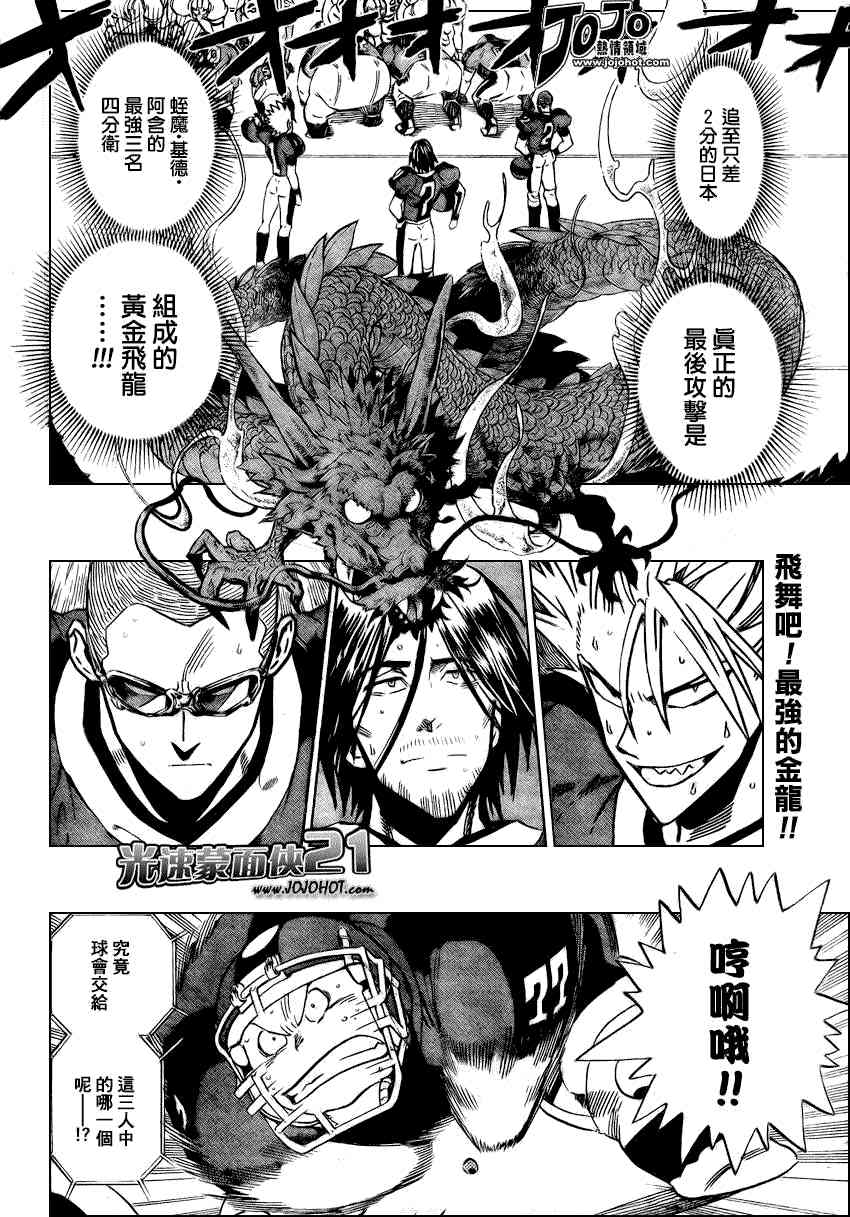 オオオオオオ
JOJO
熱情領域
www.jojohot.com
追至只差
2分的日本
真正的
最後攻擊是
蛭魔·基德·
阿含的
最強三名
四分衛
組成的
黃金飛龍
……!!!
飛舞吧！最強的金龍!!
光速蒙面俠21
www.JOJOHOT.com
哼啊哦!!
77
究竟
球會交給
這三人中
的哪一個
呢—!?